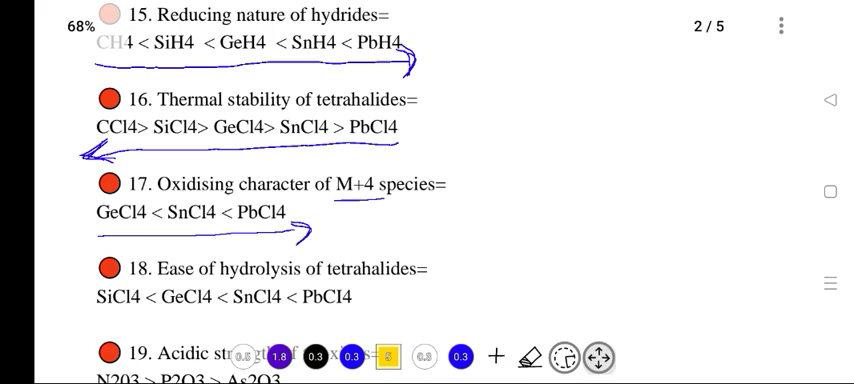 15. Reducing nature of hydrides=
68%
2 / 5
CH4 < SiH4 < GeH4 < SnH4 < PbH4
16. Thermal stability of tetrahalides=
CCl4> SiCl4> GeCl4> SnCl4 > PbCl4
17. Oxidising character of M+4 species=
GeCl4 < SnCl4 < PbCl4
18. Ease of hydrolysis of tetrahalides=
SiCl4 < GeCl4 < SnCl4 < PbCI4
19. Acidic
0.5 1.8 0.3 0.3 5 0.3 0.3
N2O3 > P2O3 > As2O3